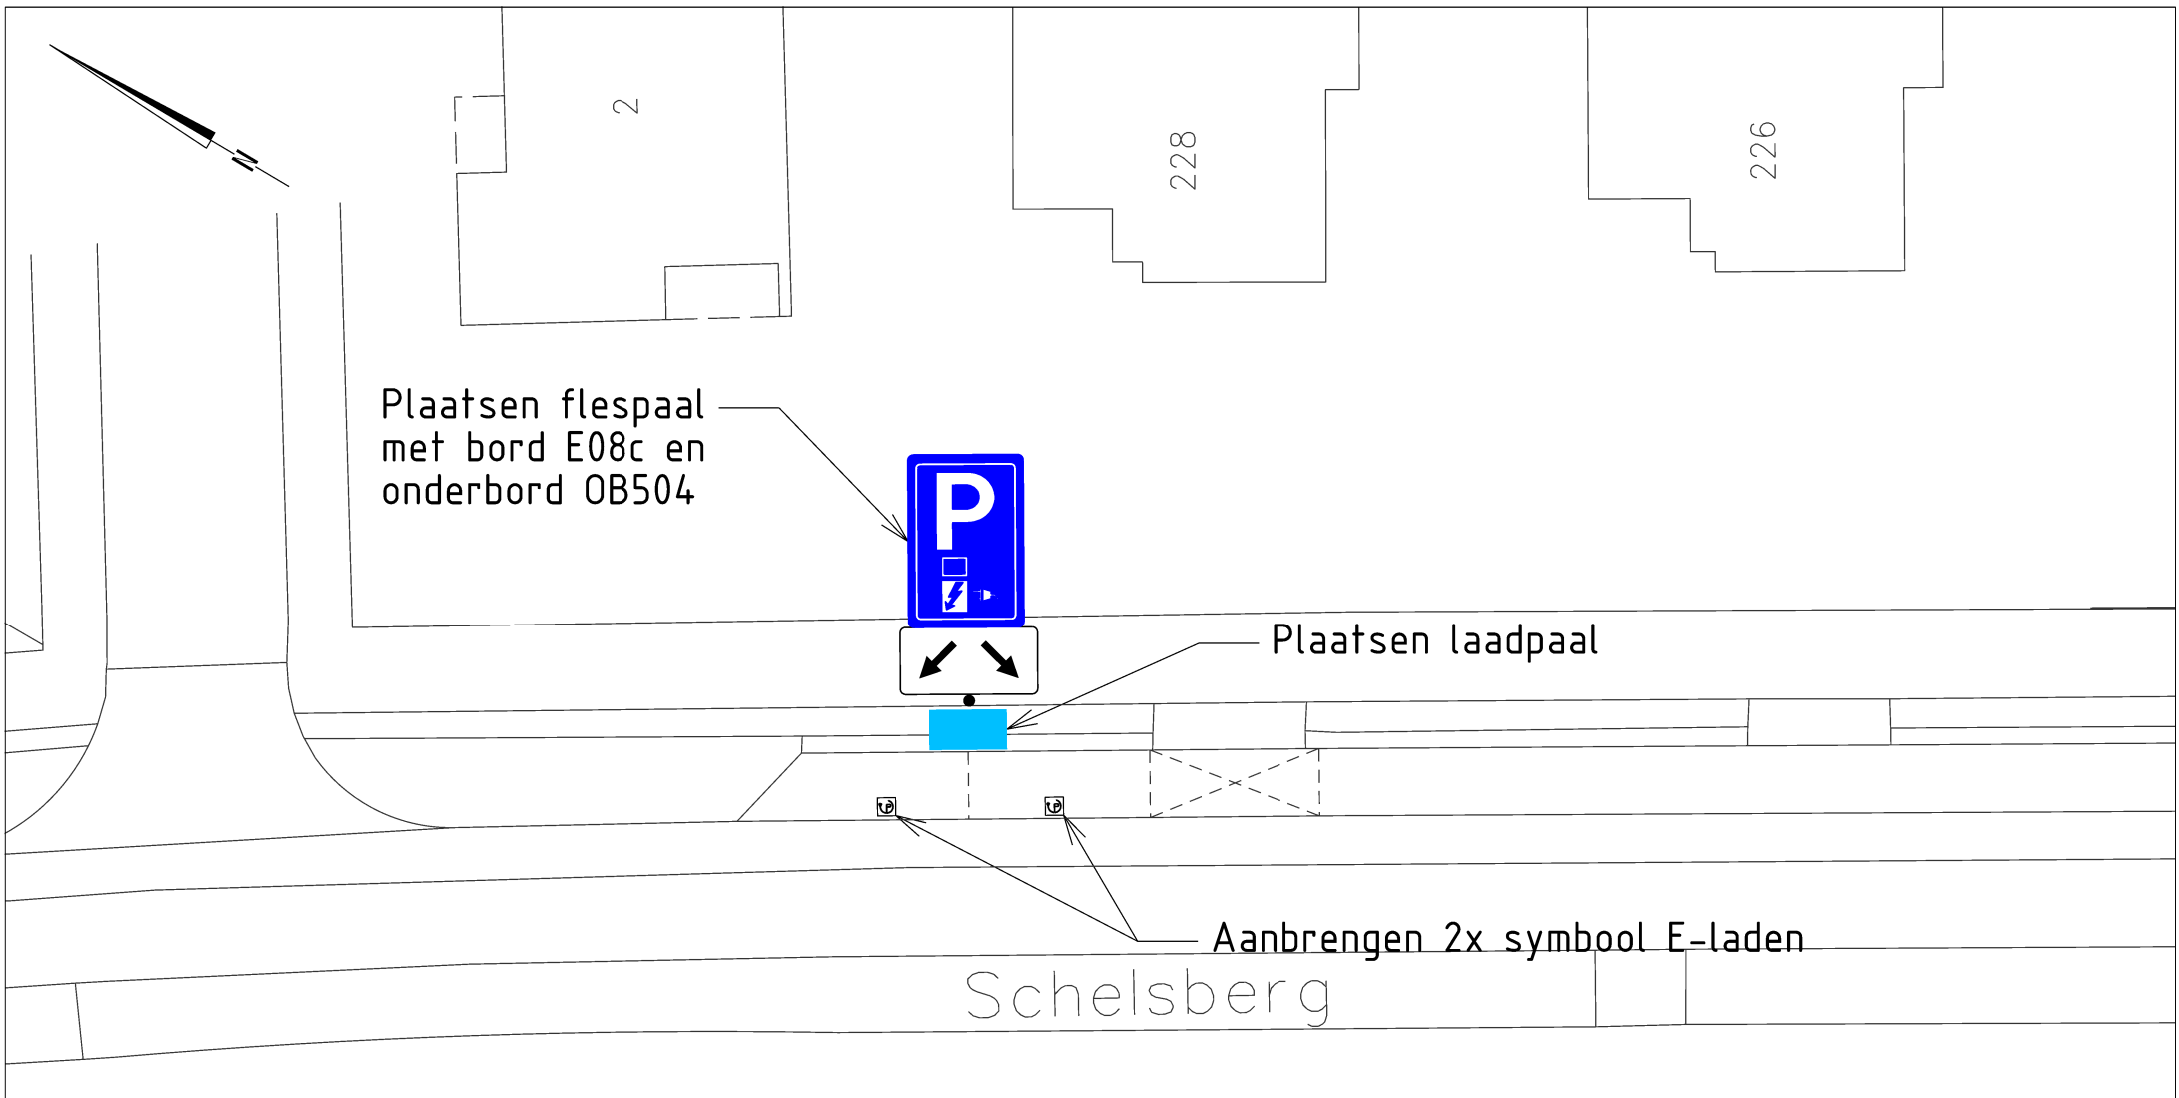 N
2
228
226
Plaatsen flespaal
met bord E08c en
onderbord OB504
P
Plaatsen laadpaal
Aanbrengen 2x symbool E-laden
Schelsberg